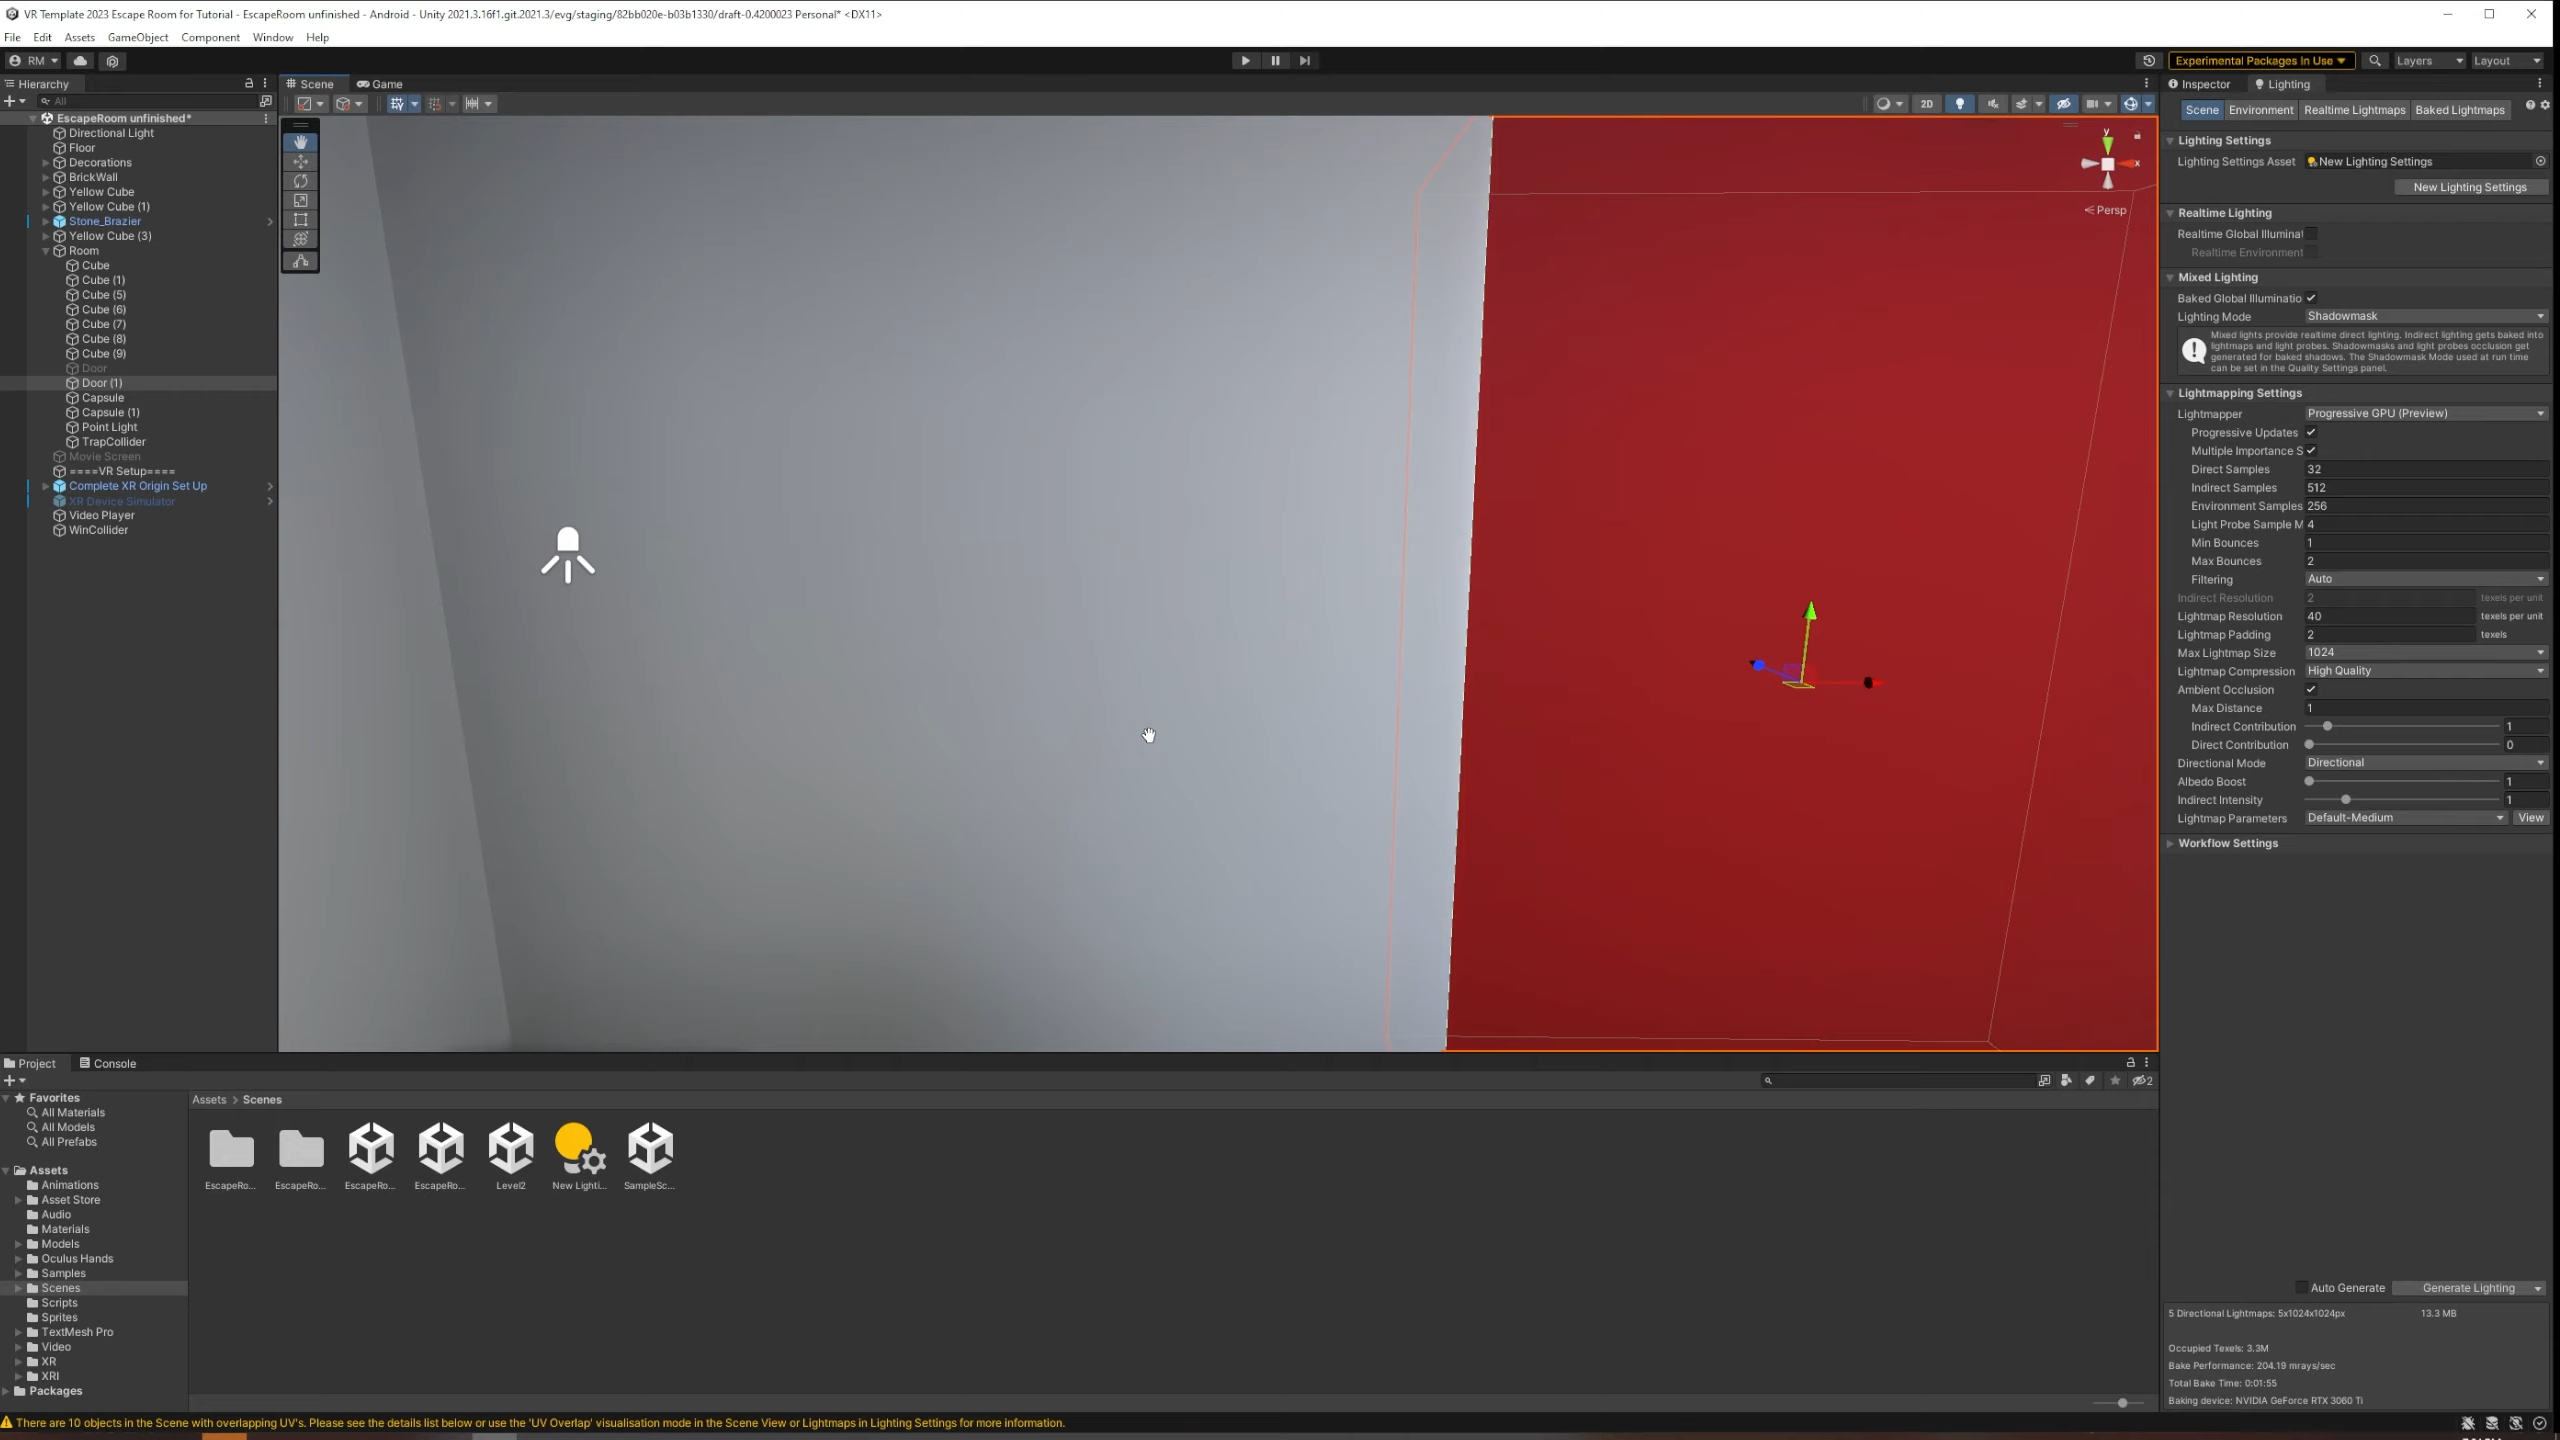 VR Template 2023 Escape Room for Tutorial - EscapeRoom unfinished - Android - Unity 2021.3.16f1.git.2021.3/evg/staging/82bb020e-b03b1330/draft-0.4200023 Personal* <DX11>
File Edit Assets GameObject Component Window Help
RM
Experimental Packages In Use
Layers
Layout
Hierarchy
All
EscapeRoom unfinished*
Directional Light
Floor
Decorations
BrickWall
Yellow Cube
Yellow Cube (1)
Stone_Brazier
Yellow Cube (3)
Room
Cube
Cube (1)
Cube (5)
Cube (6)
Cube (7)
Cube (8)
Cube (9)
Door
Door (1)
Capsule
Capsule (1)
Point Light
TrapCollider
Movie Screen
====VR Setup====
Complete XR Origin Set Up
XR Device Simulator
Video Player
WinCollider
Scene
Game
2D
y
x
Persp
Inspector
Lighting
Scene Environment Realtime Lightmaps Baked Lightmaps
Lighting Settings
Lighting Settings Asset New Lighting Settings
New Lighting Settings
Realtime Lighting
Realtime Global Illuminat
Realtime Environment
Mixed Lighting
Baked Global Illuminatio
Lighting Mode Shadowmask
Mixed lights provide realtime direct lighting. Indirect lighting gets baked into
lightmaps and light probes. Shadowmasks and light probes occlusion get
generated for baked shadows. The Shadowmask Mode used at run time
can be set in the Quality Settings panel.
Lightmapping Settings
Lightmapper Progressive GPU (Preview)
Progressive Updates
Multiple Importance S
Direct Samples 32
Indirect Samples 512
Environment Samples 256
Light Probe Sample M 4
Min Bounces 1
Max Bounces 2
Filtering Auto
Indirect Resolution 2 texels per unit
Lightmap Resolution 40 texels per unit
Lightmap Padding 2 texels
Max Lightmap Size 1024
Lightmap Compression High Quality
Ambient Occlusion
Max Distance 1
Indirect Contribution 1
Direct Contribution 0
Directional Mode Directional
Albedo Boost 1
Indirect Intensity 1
Lightmap Parameters Default-Medium View
Workflow Settings
Auto Generate Generate Lighting
5 Directional Lightmaps: 5x1024x1024px 13.3 MB
Occupied Texels: 3.3M
Bake Performance: 204.19 mrays/sec
Total Bake Time: 0:01:55
Baking device: NVIDIA GeForce RTX 3060 Ti
Project
Console
2
Favorites
All Materials
All Models
All Prefabs
Assets
Animations
Asset Store
Audio
Materials
Models
Oculus Hands
Samples
Scenes
Scripts
Sprites
TextMesh Pro
Video
XR
XRI
Packages
Assets > Scenes
EscapeRo...
EscapeRo...
EscapeRo...
EscapeRo...
Level2
New Lighti...
SampleSc...
There are 10 objects in the Scene with overlapping UV's. Please see the details list below or use the 'UV Overlap' visualisation mode in the Scene View or Lightmaps in Lighting Settings for more information.